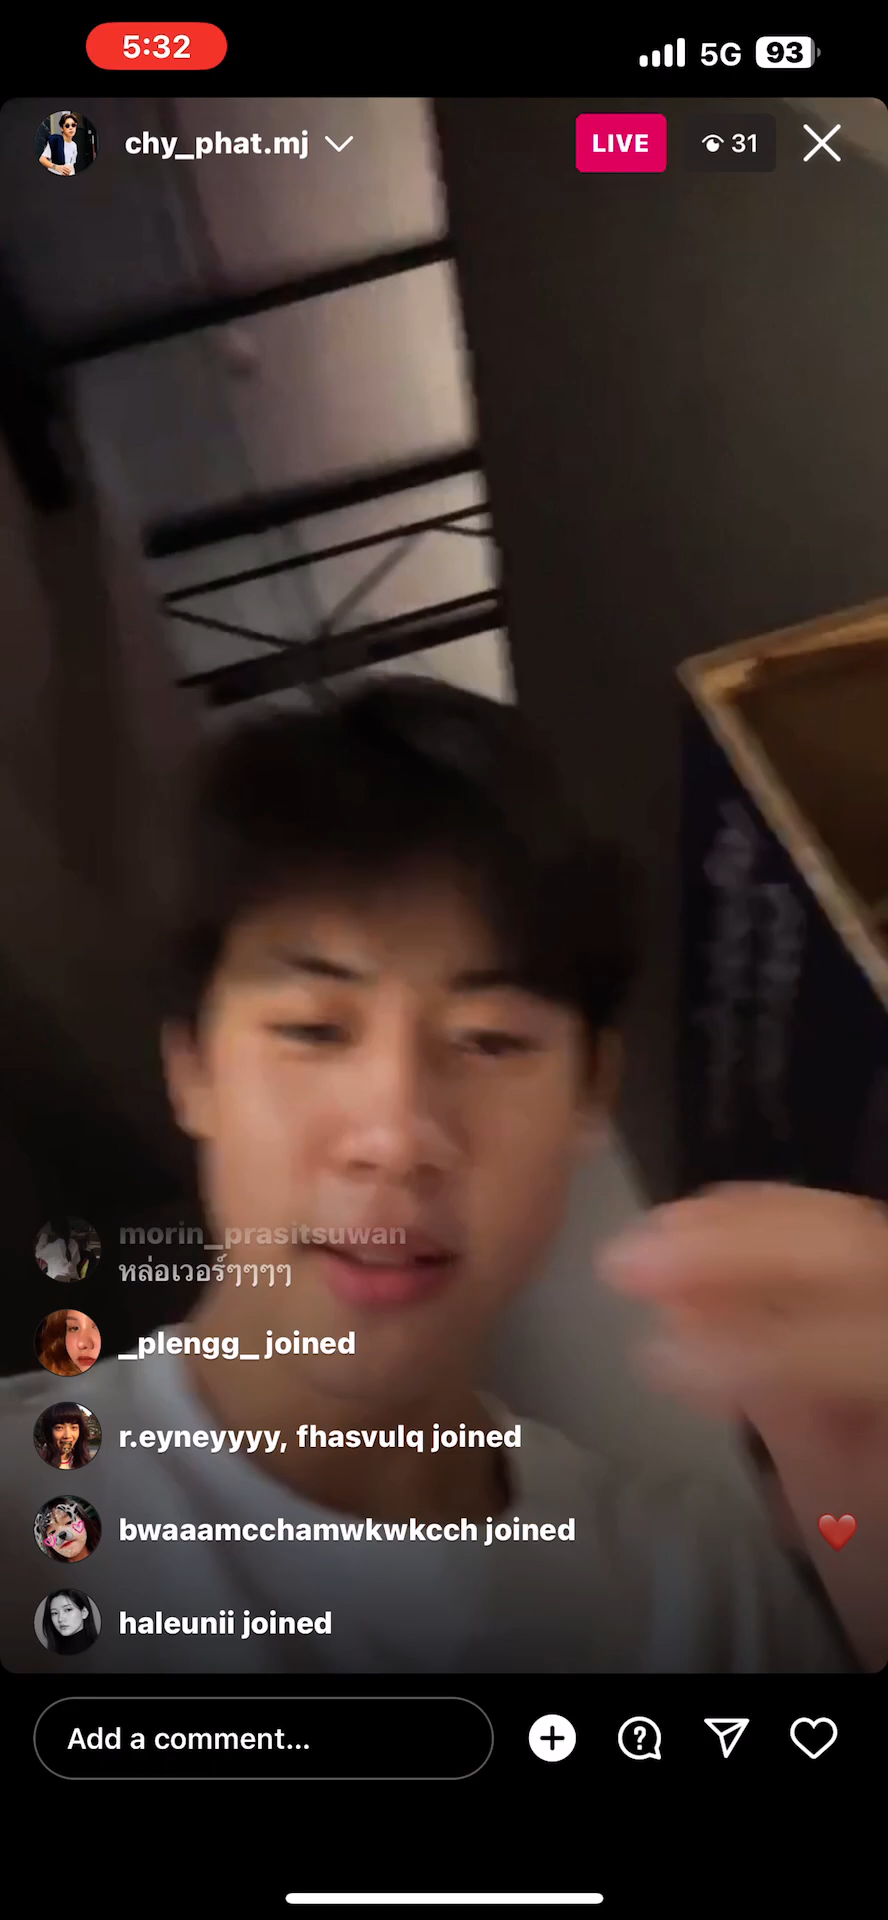 5:32
5G 93
chy_phat.mj
LIVE
31
morin_prasitsuwan
หล่อเวอร์ๆๆๆๆ
_plengg_ joined
r.eyneyyyy, fhasvulq joined
bwaaamcchamwkwkcch joined
haleunii joined
Add a comment...